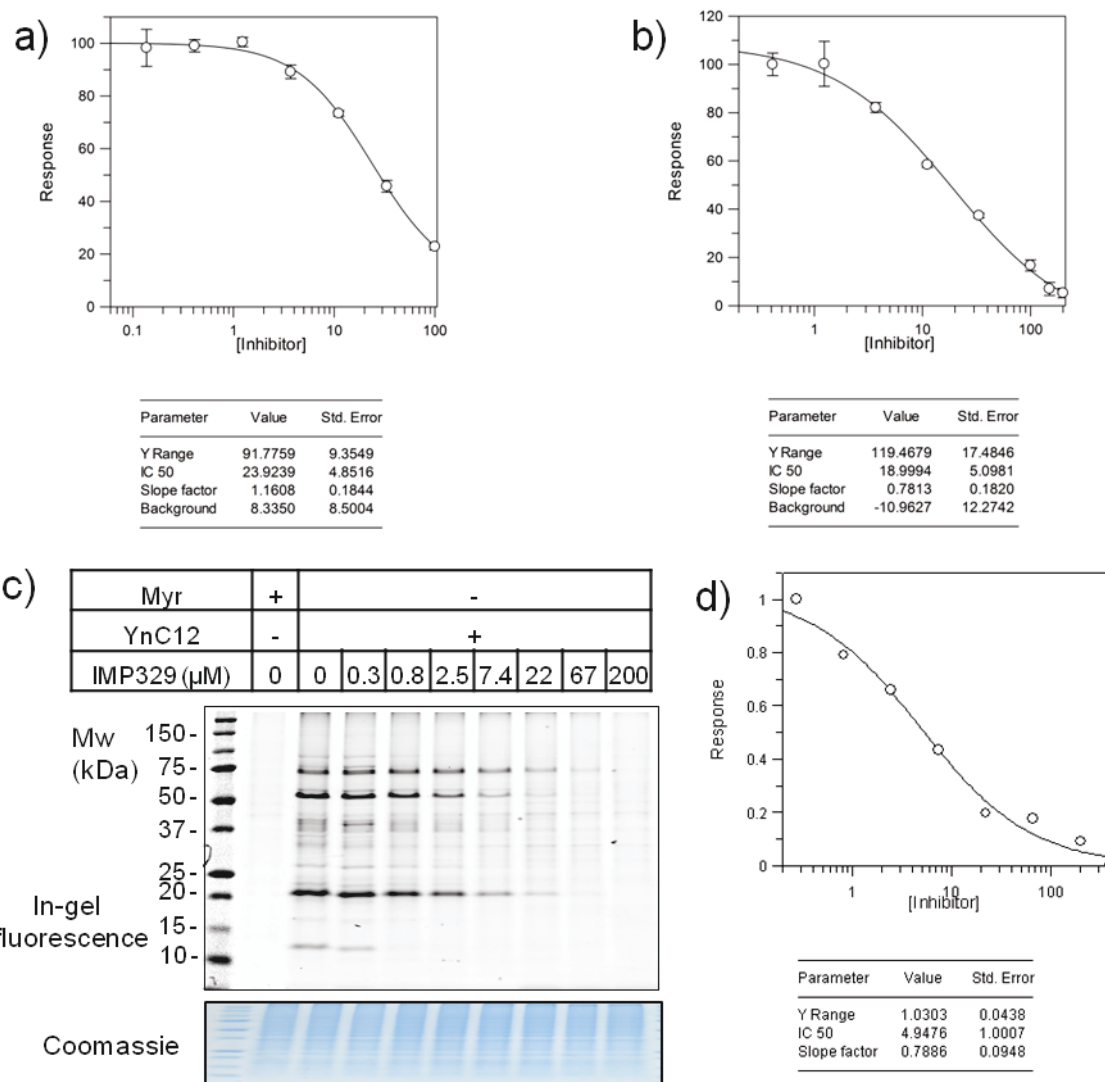 a)
Response
100
80
60
40
20
0
0.1 1 10 100
[Inhibitor]
Parameter Value Std. Error
Y Range 91.7759 9.3549
IC 50 23.9239 4.8516
Slope factor 1.1608 0.1844
Background 8.3350 8.5004
b)
Response
120
100
80
60
40
20
0
1 10 100
[Inhibitor]
Parameter Value Std. Error
Y Range 119.4679 17.4846
IC 50 18.9994 5.0981
Slope factor 0.7813 0.1820
Background -10.9627 12.2742
c)
Myr + -
YnC12 - +
IMP329 (µM) 0 0 0.3 0.8 2.5 7.4 22 67 200
Mw
(kDa)
150-
75-
50-
37-
25-
20-
15-
10-
In-gel
fluorescence
Coomassie
d)
Response
1
0.8
0.6
0.4
0.2
0
1 10 100
[Inhibitor]
Parameter Value Std. Error
Y Range 1.0303 0.0438
IC 50 4.9476 1.0007
Slope factor 0.7886 0.0948